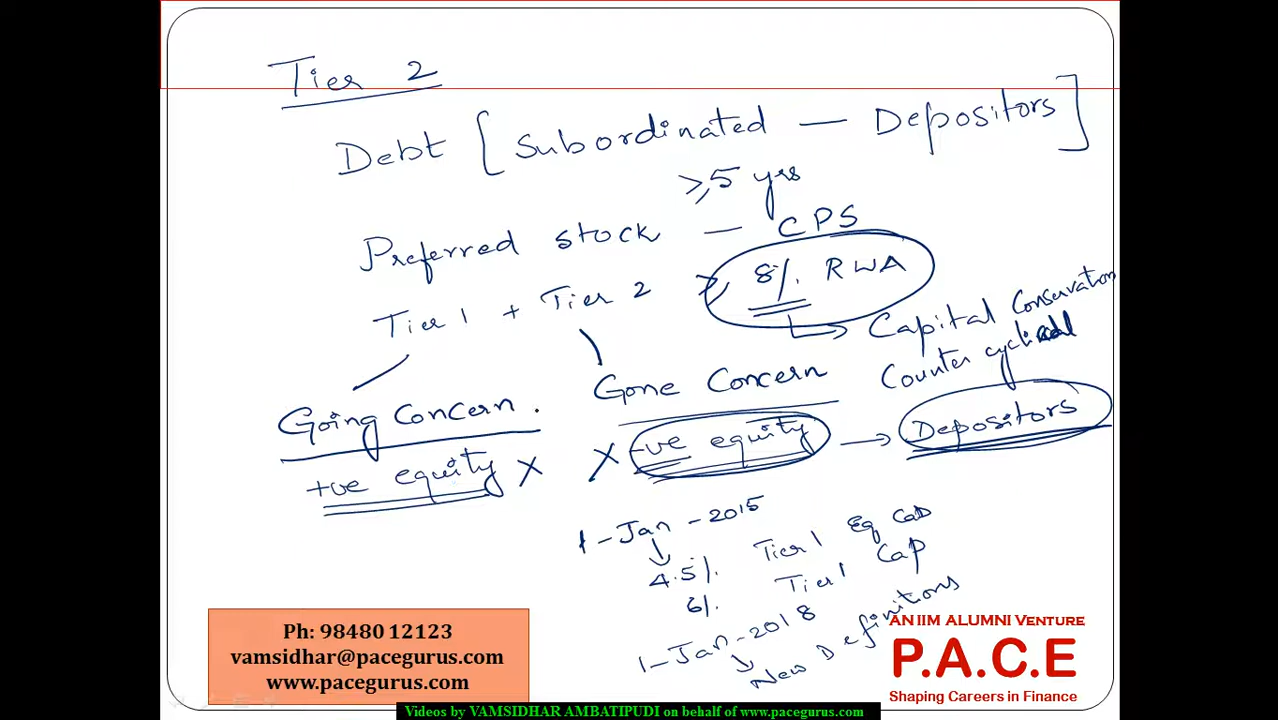 Tier 2
Debt [Subordinated — Depositors]
≥5 yrs
Preferred stock — CPS
Tier 1 + Tier 2 ≥ 8% RWA
Capital Conservation
Counter cyclical
Going Concern.
Gone Concern
+ve equity X
X -ve equity → Depositors
1-Jan-2015
4.5% Tier 1 Eq Cap
6% Tier 1 Cap
1-Jan-2018
New Definitions
Ph: 98480 12123
vamsidhar@pacegurus.com
www.pacegurus.com
AN IIM ALUMNI VENTURE
P.A.C.E
Shaping Careers in Finance
Videos by VAMSIDHAR AMBATIPUDI on behalf of www.pacegurus.com